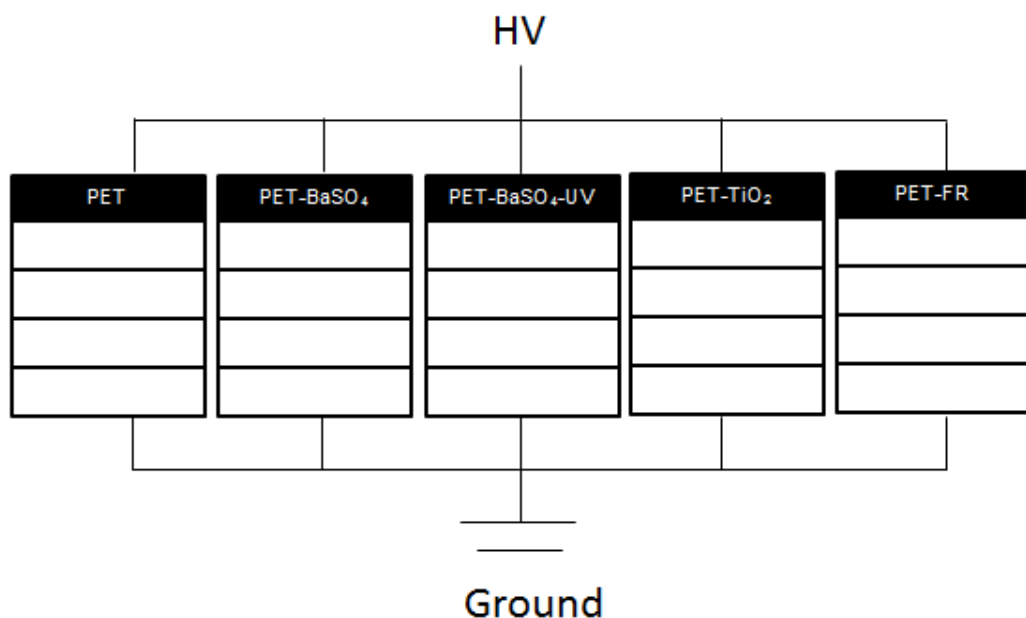 HV
PET
PET-BaSO₄
PET-BaSO₄-UV
PET-TiO₂
PET-FR
Ground